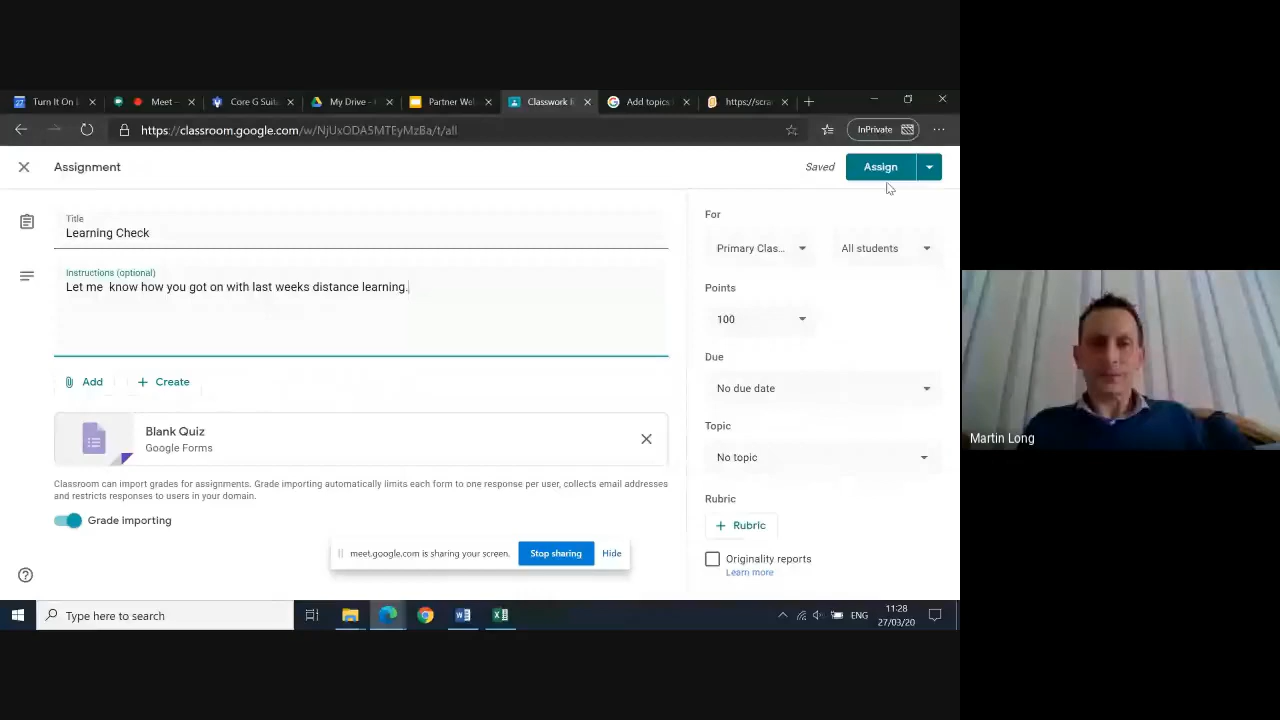 Turn It On
Meet —
Core G Suit
My Drive -
Partner Wel
Classwork f
Add topics
https://scra
https://classroom.google.com/w/NjUxODA5MTEyMzBa/t/all
InPrivate
Assignment
Saved
Assign
Title
Learning Check
Instructions (optional)
Let me  know how you got on with last weeks distance learning.
Add
Create
Blank Quiz
Google Forms
Classroom can import grades for assignments. Grade importing automatically limits each form to one response per user, collects email addresses
and restricts responses to users in your domain.
Grade importing
For
Primary Clas...
All students
Points
100
Due
No due date
Topic
No topic
Rubric
Rubric
Originality reports
Learn more
meet.google.com is sharing your screen.
Stop sharing
Hide
Martin Long
Type here to search
ENG
11:28
27/03/20